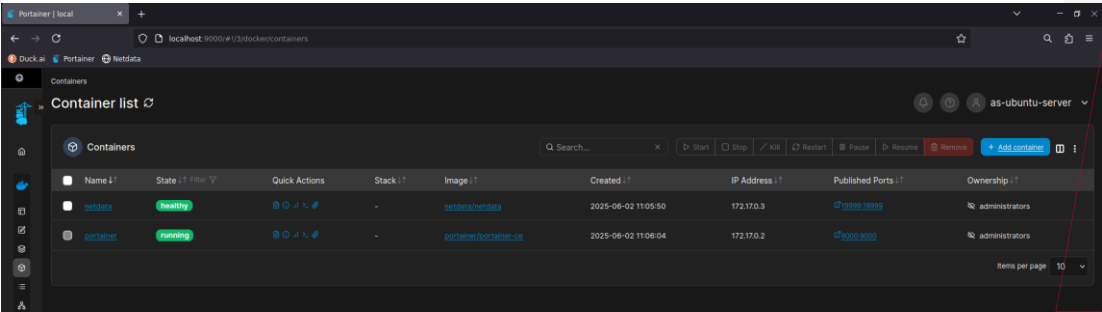 Portainer | local
localhost:9000/#!/3/docker/containers
Duck.ai Portainer Netdata
Containers
Container list
as-ubuntu-server
Containers
Search...
Start Stop Kill Restart Pause Resume Remove
+ Add container
Name State Filter Quick Actions Stack Image Created IP Address Published Ports Ownership
netdata healthy - netdata/netdata 2025-06-02 11:05:50 172.17.0.3 19999:19999 administrators
portainer running - portainer/portainer-ce 2025-06-02 11:06:04 172.17.0.2 9000:9000 administrators
Items per page 10